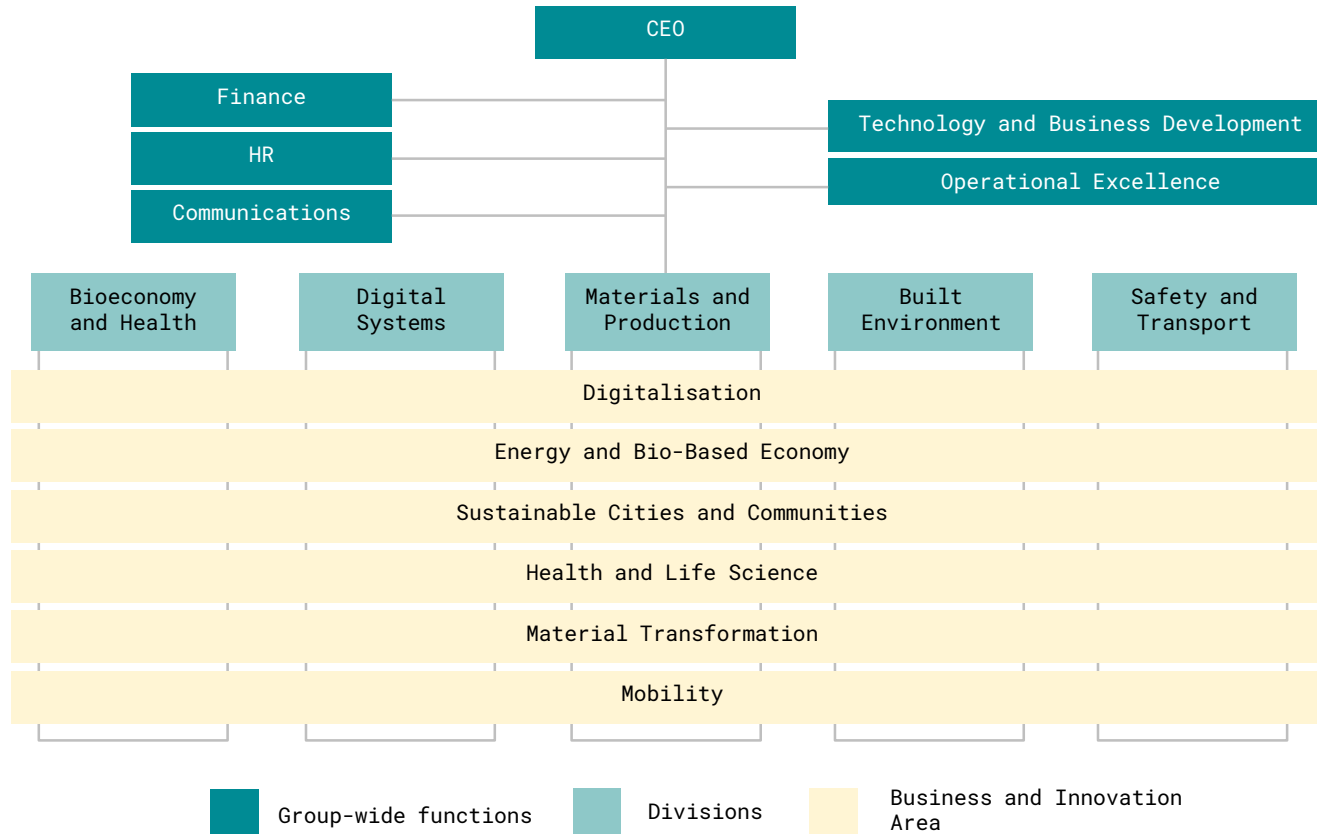 CEO
Finance
HR
Communications
Technology and Business Development
Operational Excellence
Bioeconomy
and Health
Digital
Systems
Materials and
Production
Built
Environment
Safety and
Transport
Digitalisation
Energy and Bio-Based Economy
Sustainable Cities and Communities
Health and Life Science
Material Transformation
Mobility
Group-wide functions
Divisions
Business and Innovation
Area